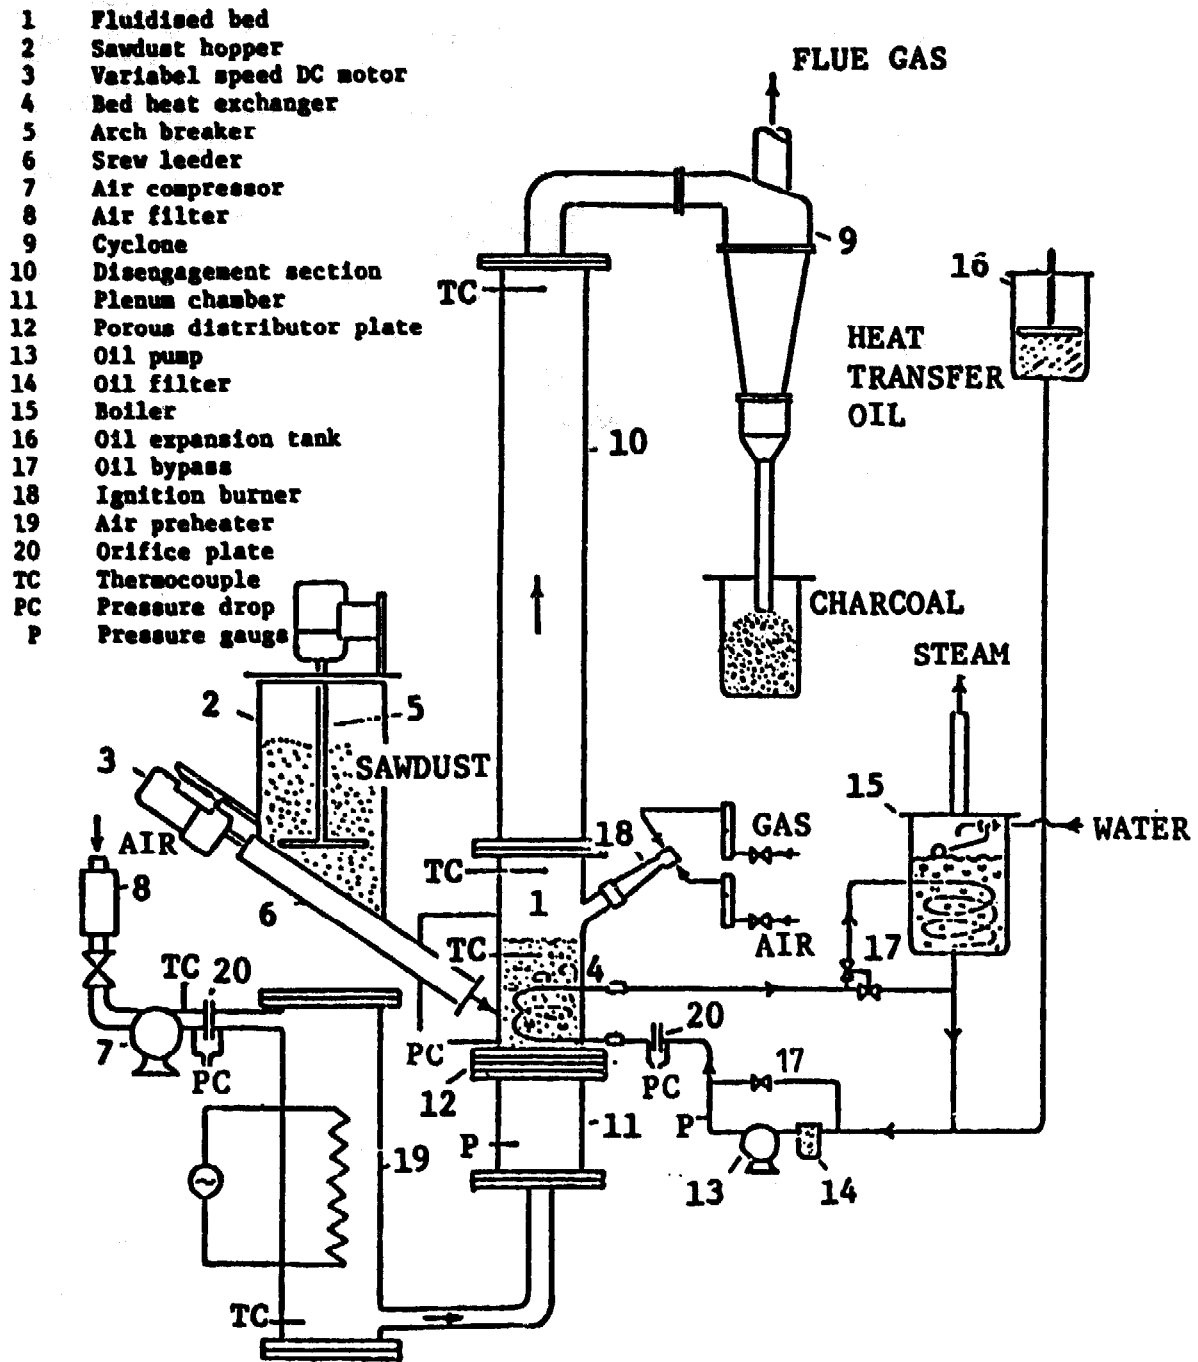 1 Fluidised bed
2 Sawdust hopper
3 Variabel speed DC motor
4 Bed heat exchanger
5 Arch breaker
6 Srew leeder
7 Air compressor
8 Air filter
9 Cyclone
10 Disengagement section
11 Plenum chamber
12 Porous distributor plate
13 Oil pump
14 Oil filter
15 Boiler
16 Oil expansion tank
17 Oil bypass
18 Ignition burner
19 Air preheater
20 Orifice plate
TC Thermocouple
PC Pressure drop
P Pressure gaugs
FLUE GAS
9
16
TC
HEAT
TRANSFER
OIL
10
CHARCOAL
STEAM
2
5
3
SAWDUST
15
AIR
18
GAS
WATER
TC
8
6
1
AIR
TC
4
17
TC
20
20
7
PC
PC
PC
12
17
11
P
P
19
13
14
TC